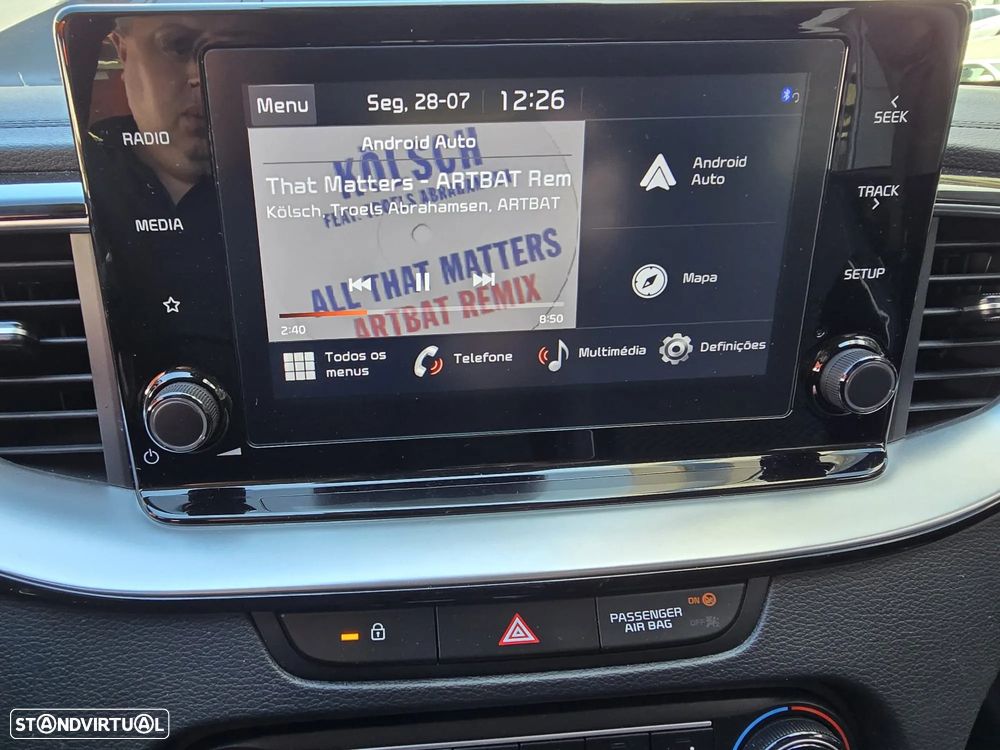 Menu
Seg, 28-07
12:26
RADIO
MEDIA
SEEK
TRACK
SETUP
Android Auto
KÖLSCH
That Matters - ARTBAT Rem
Kölsch, Troels Abrahamsen, ARTBAT
FEAT.
ALL THAT MATTERS
ARTBAT REMIX
2:40
8:50
Android
Auto
Mapa
Todos os
menus
Telefone
Multimédia
Definições
PASSENGER
AIR BAG
ON
OFF
STANDVIRTUAL